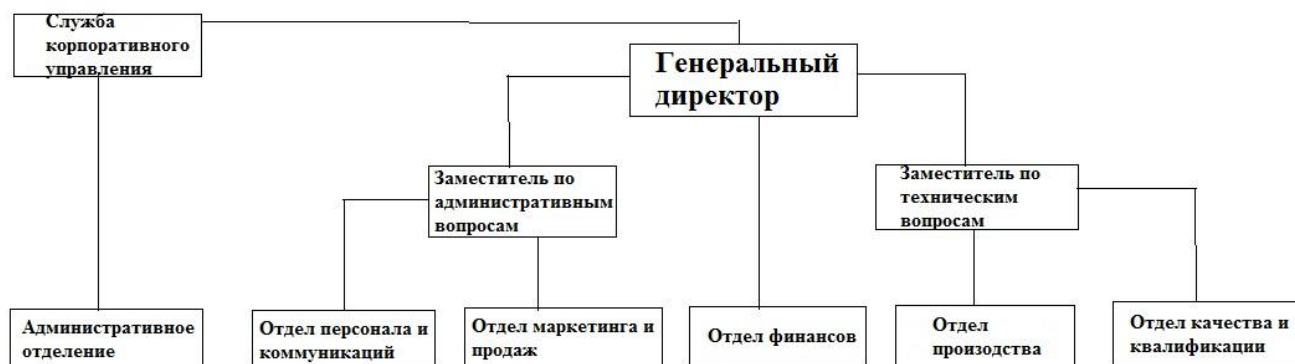 Служба
корпоративного
управления
Генеральный
директор
Заместитель по
административным
вопросам
Заместитель по
техническим
вопросам
Административное
отделение
Отдел персонала и
коммуникаций
Отдел маркетинга и
продаж
Отдел финансов
Отдел
произодства
Отдел качества и
квалификации